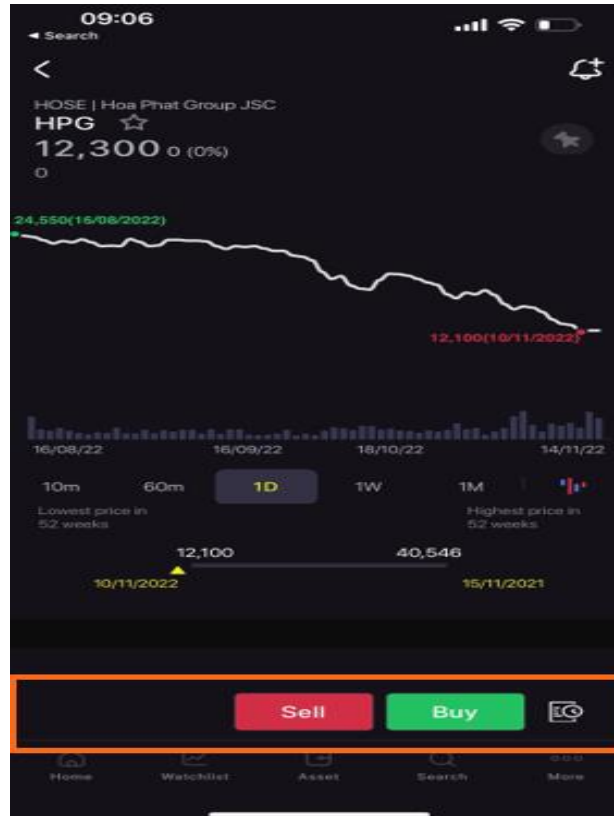 09:06
◄ Search
HOSE | Hoa Phat Group JSC
HPG
12,300 0 (0%)
0
24,550(16/08/2022)
12,100(10/11/2022)
16/08/22 16/09/22 18/10/22 14/11/22
10m 60m 1D 1W 1M
Lowest price in Highest price in
52 weeks 52 weeks
12,100 40,546
10/11/2022 15/11/2021
Sell Buy
Home Watchlist Asset Search More